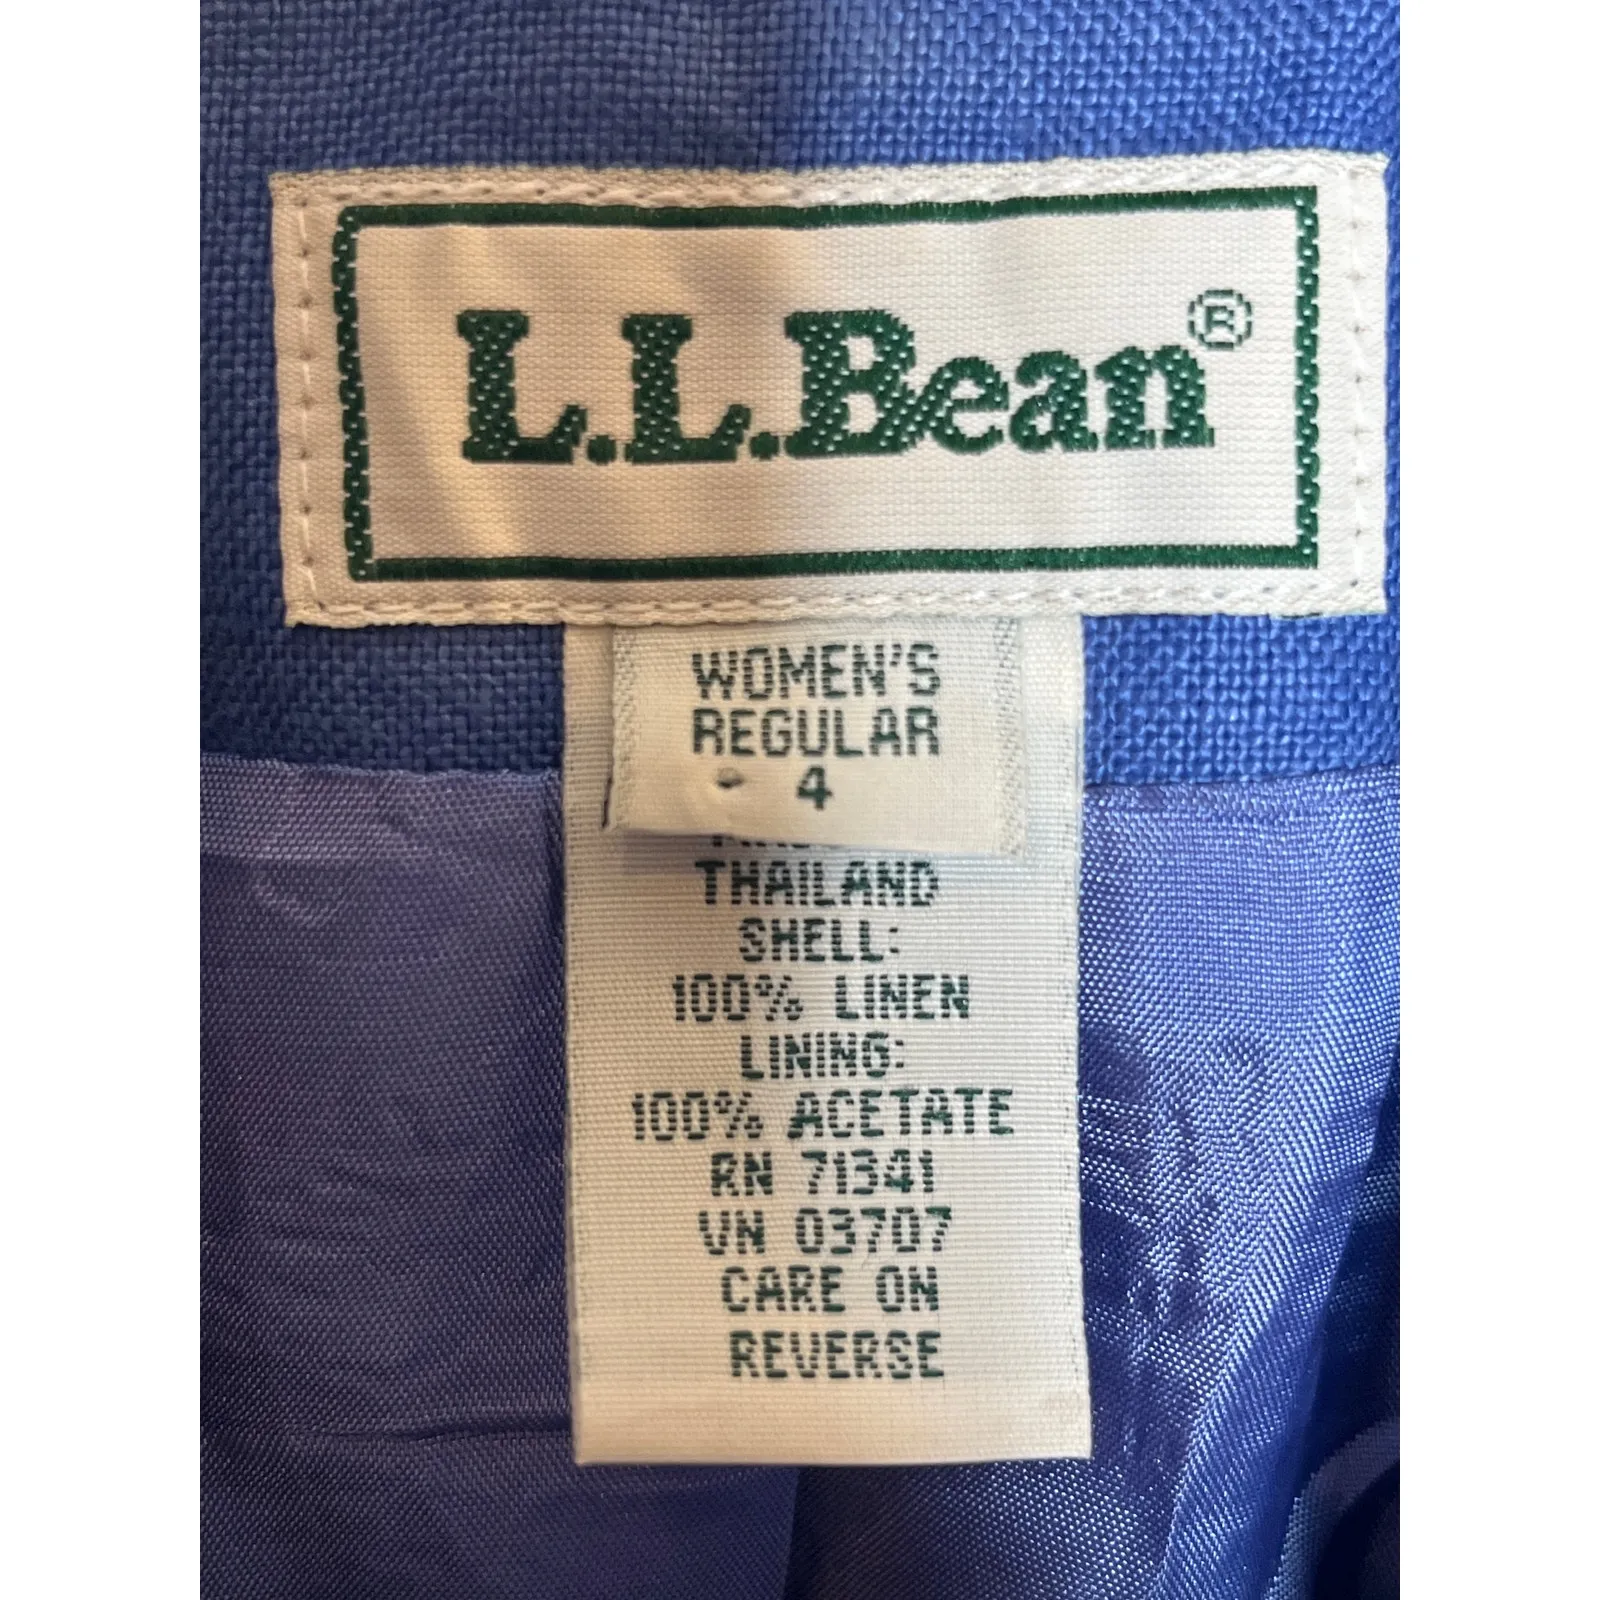 L.L.Bean®
WOMEN'S
REGULAR
4
THAILAND
SHELL:
100% LINEN
LINING:
100% ACETATE
RN 71341
VN 03707
CARE ON
REVERSE